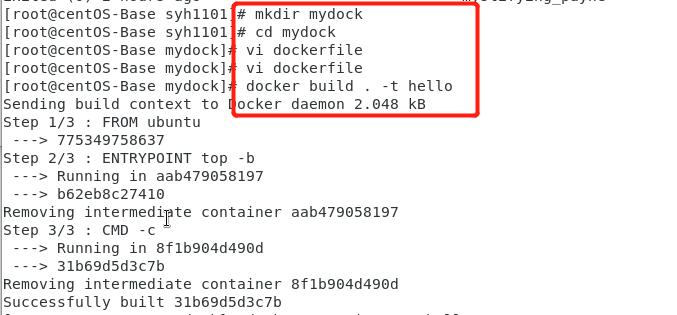 [root@centOS-Base syh1101]# mkdir mydock
[root@centOS-Base syh1101]# cd mydock
[root@centOS-Base mydock]# vi dockerfile
[root@centOS-Base mydock]# vi dockerfile
[root@centOS-Base mydock]# docker build . -t hello
Sending build context to Docker daemon 2.048 kB
Step 1/3 : FROM ubuntu
 ---> 775349758637
Step 2/3 : ENTRYPOINT top -b
 ---> Running in aab479058197
 ---> b62eb8c27410
Removing intermediate container aab479058197
Step 3/3 : CMD -c
 ---> Running in 8f1b904d490d
 ---> 31b69d5d3c7b
Removing intermediate container 8f1b904d490d
Successfully built 31b69d5d3c7b